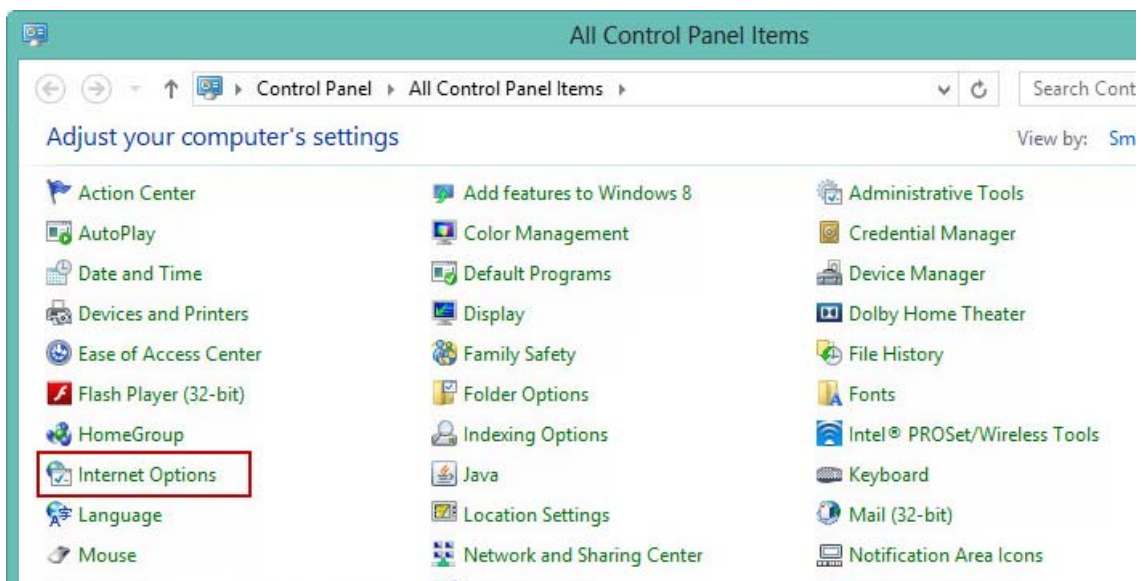 All Control Panel Items
Control Panel All Control Panel Items Search Cont
Adjust your computer's settings View by: Sm
Action Center Add features to Windows 8 Administrative Tools
AutoPlay Color Management Credential Manager
Date and Time Default Programs Device Manager
Devices and Printers Display Dolby Home Theater
Ease of Access Center Family Safety File History
Flash Player (32-bit) Folder Options Fonts
HomeGroup Indexing Options Intel® PROSet/Wireless Tools
Internet Options Java Keyboard
Language Location Settings Mail (32-bit)
Mouse Network and Sharing Center Notification Area Icons